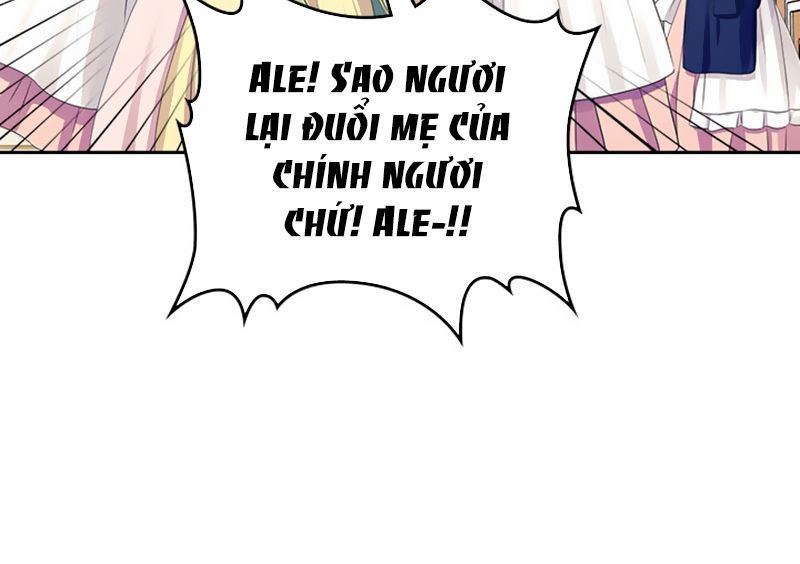 Ale! Sao ngươi
lại đuổi mẹ của
chính ngươi
chứ! Ale-!!